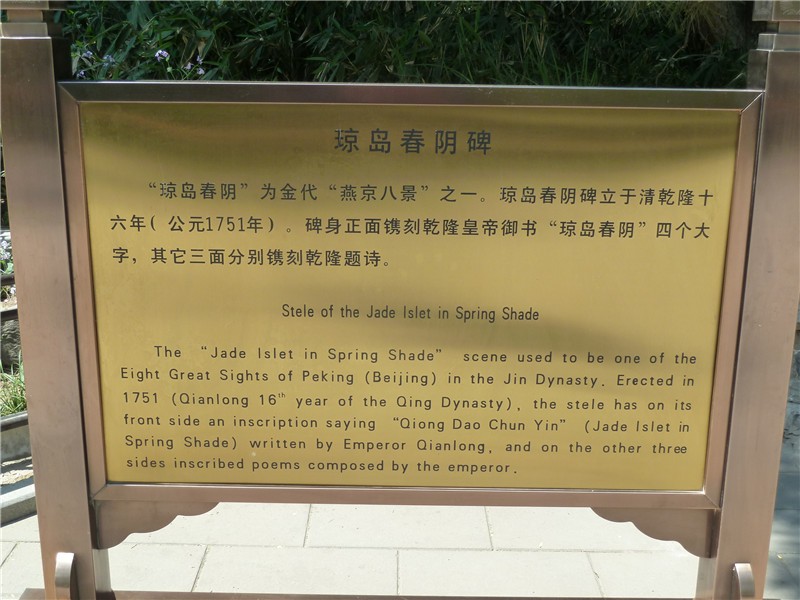 琼岛春阴碑
“琼岛春阴”为金代“燕京八景”之一。琼岛春阴碑立于清乾隆十
六年(公元1751年)。碑身正面镌刻乾隆皇帝御书“琼岛春阴”四个大
字，其它三面分别镌刻乾隆题诗。
Stele of the Jade Islet in Spring Shade
The “Jade Islet in Spring Shade” scene used to be one of the
Eight Great Sights of Peking (Beijing) in the Jin Dynasty. Erected in
1751 (Qianlong 16th year of the Qing Dynasty), the stele has on its
front side an inscription saying “Qiong Dao Chun Yin” (Jade Islet in
Spring Shade) written by Emperor Qianlong, and on the other three
sides inscribed poems composed by the emperor.